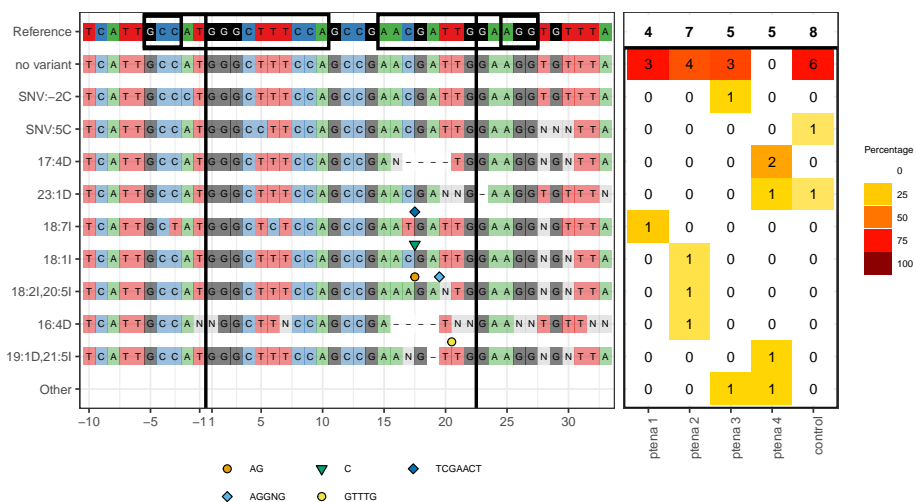 Reference T C A T T G C C A T G G G C T T T C C A G C C G A A C G A T T G G A A G G T G T T T A 4 7 5 5 8
no variant T C A T T G C C A T G G G C T T T C C A G C C G A A C G A T T G G A A G G T G T T T A 3 4 3 0 6
SNV:-2C T C A T T G C C C T G G G C T T T C C A G C C G A A C G A T T G G A A G G T G T T T A 0 0 1 0 0
SNV:5C T C A T T G C C A T G G G C C T T C C A G C C G A A C G A T T G G A A G G N N N T T A 0 0 0 0 1
17:4D T C A T T G C C A T G G G C T T T C C A G C C G A N - - - - T G G A A G G N G N T T A 0 0 0 2 0
23:1D T C A T T G C C A T G G G C T T T C C A G C C G A A C G A N N G - A A G G T G T T T N 0 0 0 1 1
18:7I T C A T T G C T A T G G G C T C T C C A G C C G A A T G A T T G G A A G G N G T T T A 1 0 0 0 0
18:1I T C A T T G C C A T G G G C T T T C C A G C C G A A C G A T T G G A A G G N G T T T A 0 1 0 0 0
18:2I,20:5I T C A T T G C C A T G G G C T T T C C A G C C G A A A G A N T G G A A G G N G N T T A 0 1 0 0 0
16:4D T C A T T G C C A N N G G C T T N C C A G C C G A - - - - T N N G A A N N T G T T N N 0 1 0 0 0
19:1D,21:5I T C A T T G C C A T G G G C T T T C C A G C C G A A N G - T T G G A A G G N G N T T A 0 0 0 1 0
Other 0 0 1 1 0
-10 -5 -1 1 5 10 15 20 25 30
ptena 1 ptena 2 ptena 3 ptena 4 control
Percentage
0
25
50
75
100
AG C TCGAACT
AGGNG GTTTG